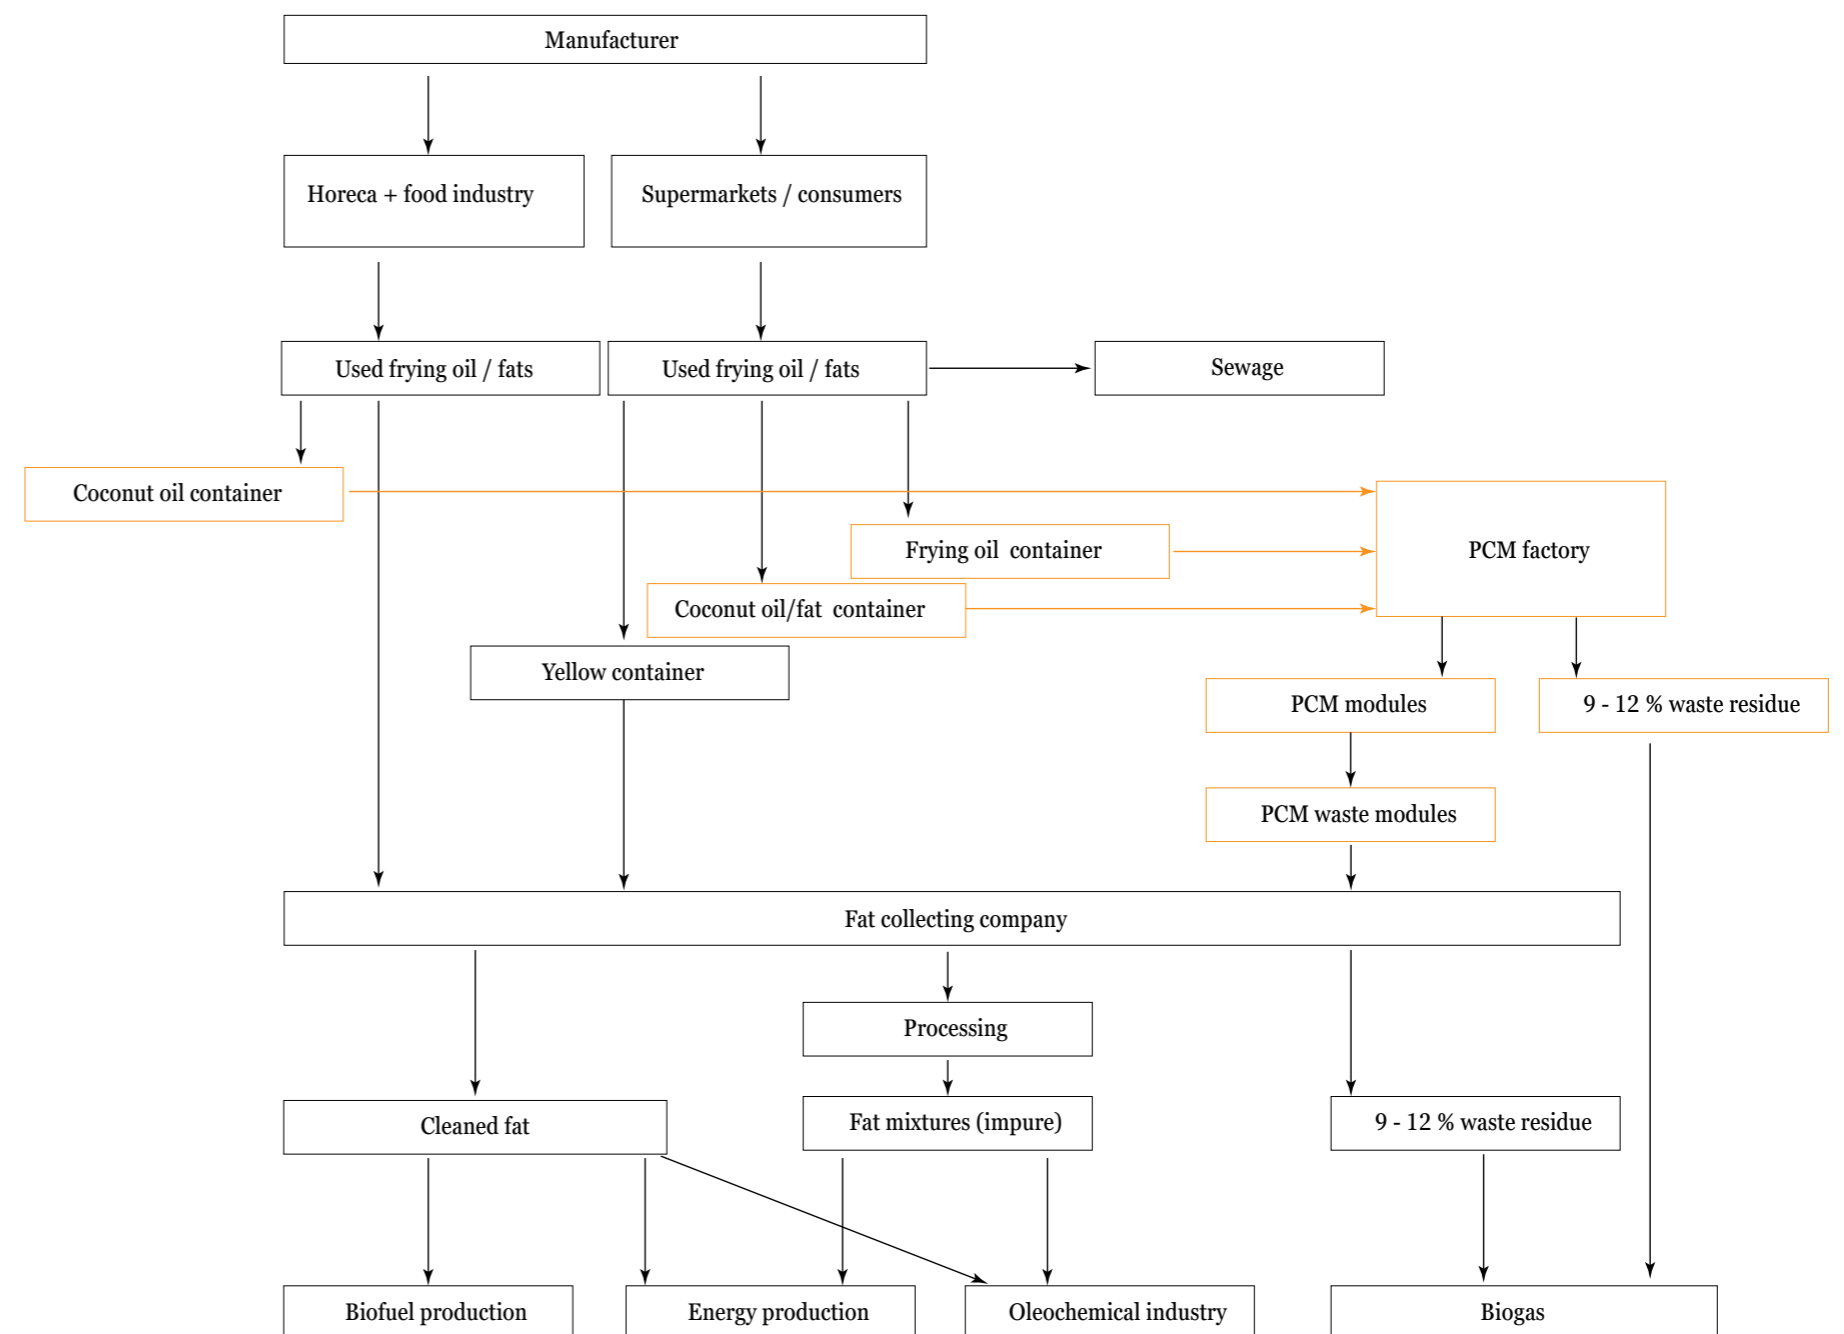 Manufacturer
Horeca + food industry
Supermarkets / consumers
Used frying oil / fats
Used frying oil / fats
Sewage
Coconut oil container
Frying oil container
PCM factory
Coconut oil/fat container
Yellow container
PCM modules
9 - 12 % waste residue
PCM waste modules
Fat collecting company
Processing
Cleaned fat
Fat mixtures (impure)
9 - 12 % waste residue
Biofuel production
Energy production
Oleochemical industry
Biogas